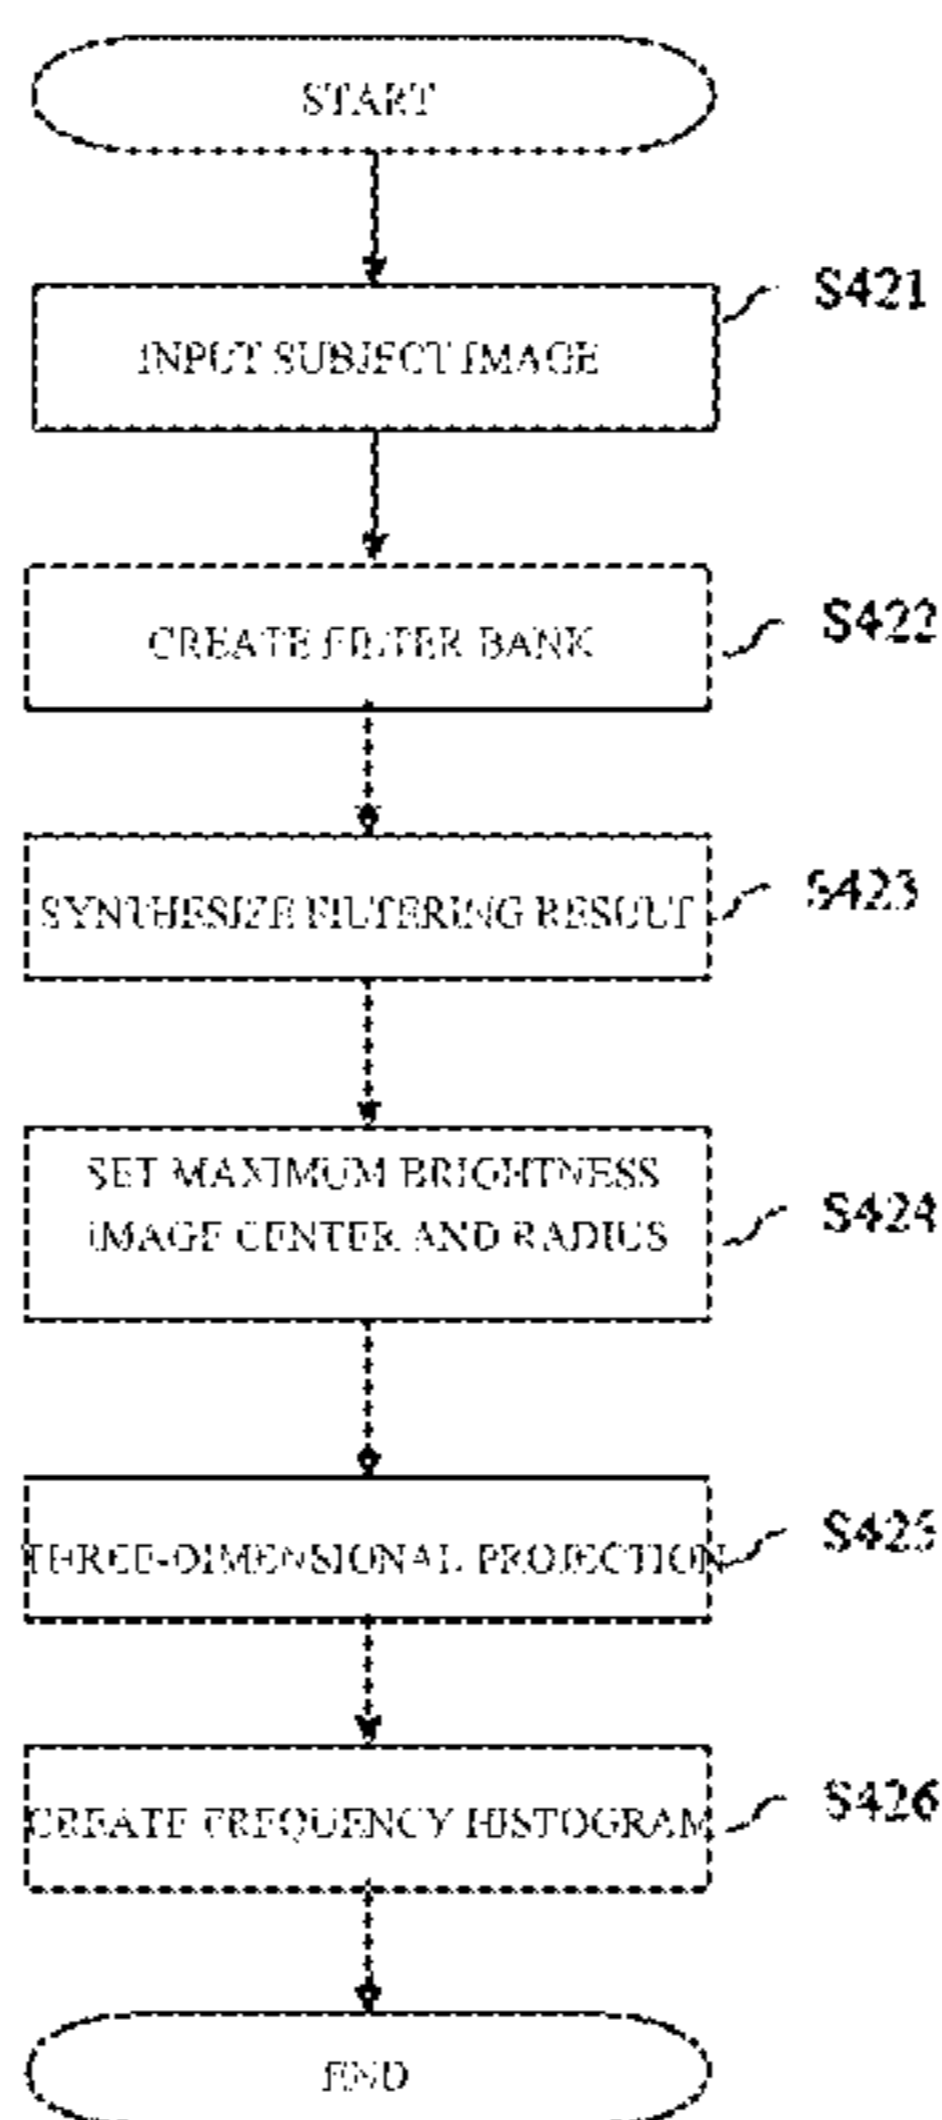 START
INPUT SUBJECT IMAGE
S421
CREATE FILTER BANK
S422
SYNTHESIZE FILTERING RESULT
S423
SET MAXIMUM BRIGHTNESS
IMAGE CENTER AND RADIUS
S424
THREE-DIMENSIONAL PROJECTION
S425
CREATE FREQUENCY HISTOGRAM
S426
END